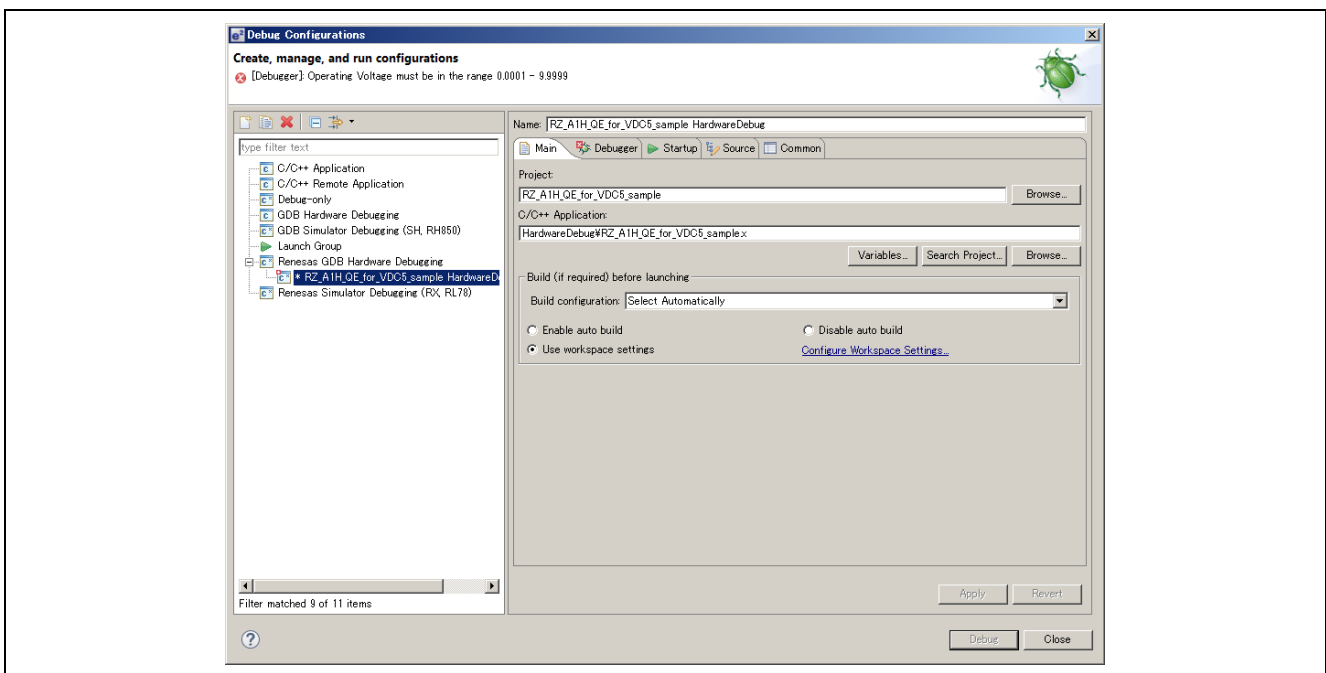 e² Debug Configurations
Create, manage, and run configurations
[Debugger]: Operating Voltage must be in the range 0.0001 - 9.9999
type filter text
C/C++ Application
C/C++ Remote Application
Debug-only
GDB Hardware Debugging
GDB Simulator Debugging (SH, RH850)
Launch Group
Renesas GDB Hardware Debugging
* RZ_A1H_QE_for_VDC5_sample HardwareD
Renesas Simulator Debugging (RX, RL78)
Filter matched 9 of 11 items
Name: RZ_A1H_QE_for_VDC5_sample HardwareDebug
Main Debugger Startup Source Common
Project:
RZ_A1H_QE_for_VDC5_sample Browse...
C/C++ Application:
HardwareDebug¥RZ_A1H_QE_for_VDC5_sample.x
Variables... Search Project... Browse...
Build (if required) before launching
Build configuration: Select Automatically
Enable auto build Disable auto build
Use workspace settings Configure Workspace Settings...
Apply Revert
? Debug Close